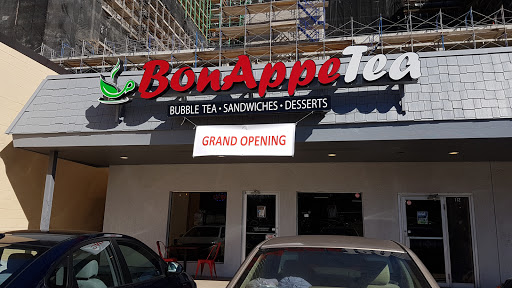 BonAppeTea
BUBBLE TEA • SANDWICHES • DESSERTS
GRAND OPENING